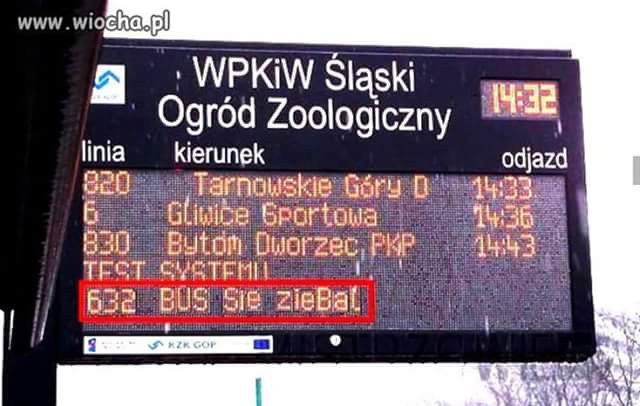 www.wiocha.pl
WPKiW Śląski
Ogród Zoologiczny
14:32
linia kierunek odjazd
820 Tarnowskie Góry D 14:33
6 Gliwice Sportowa 14:36
830 Bytom Dworzec PKP 14:43
TEST SYSTEMU
632 BUS Sie zieBal
KZK GOP